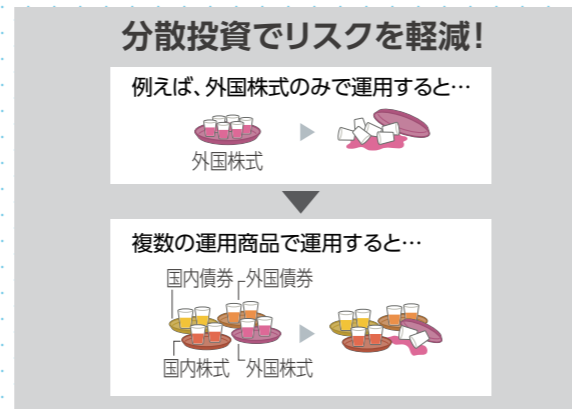 分散投資でリスクを軽減!
例えば、外国株式のみで運用すると…
外国株式
複数の運用商品で運用すると…
国内債券 外国債券
国内株式 外国株式